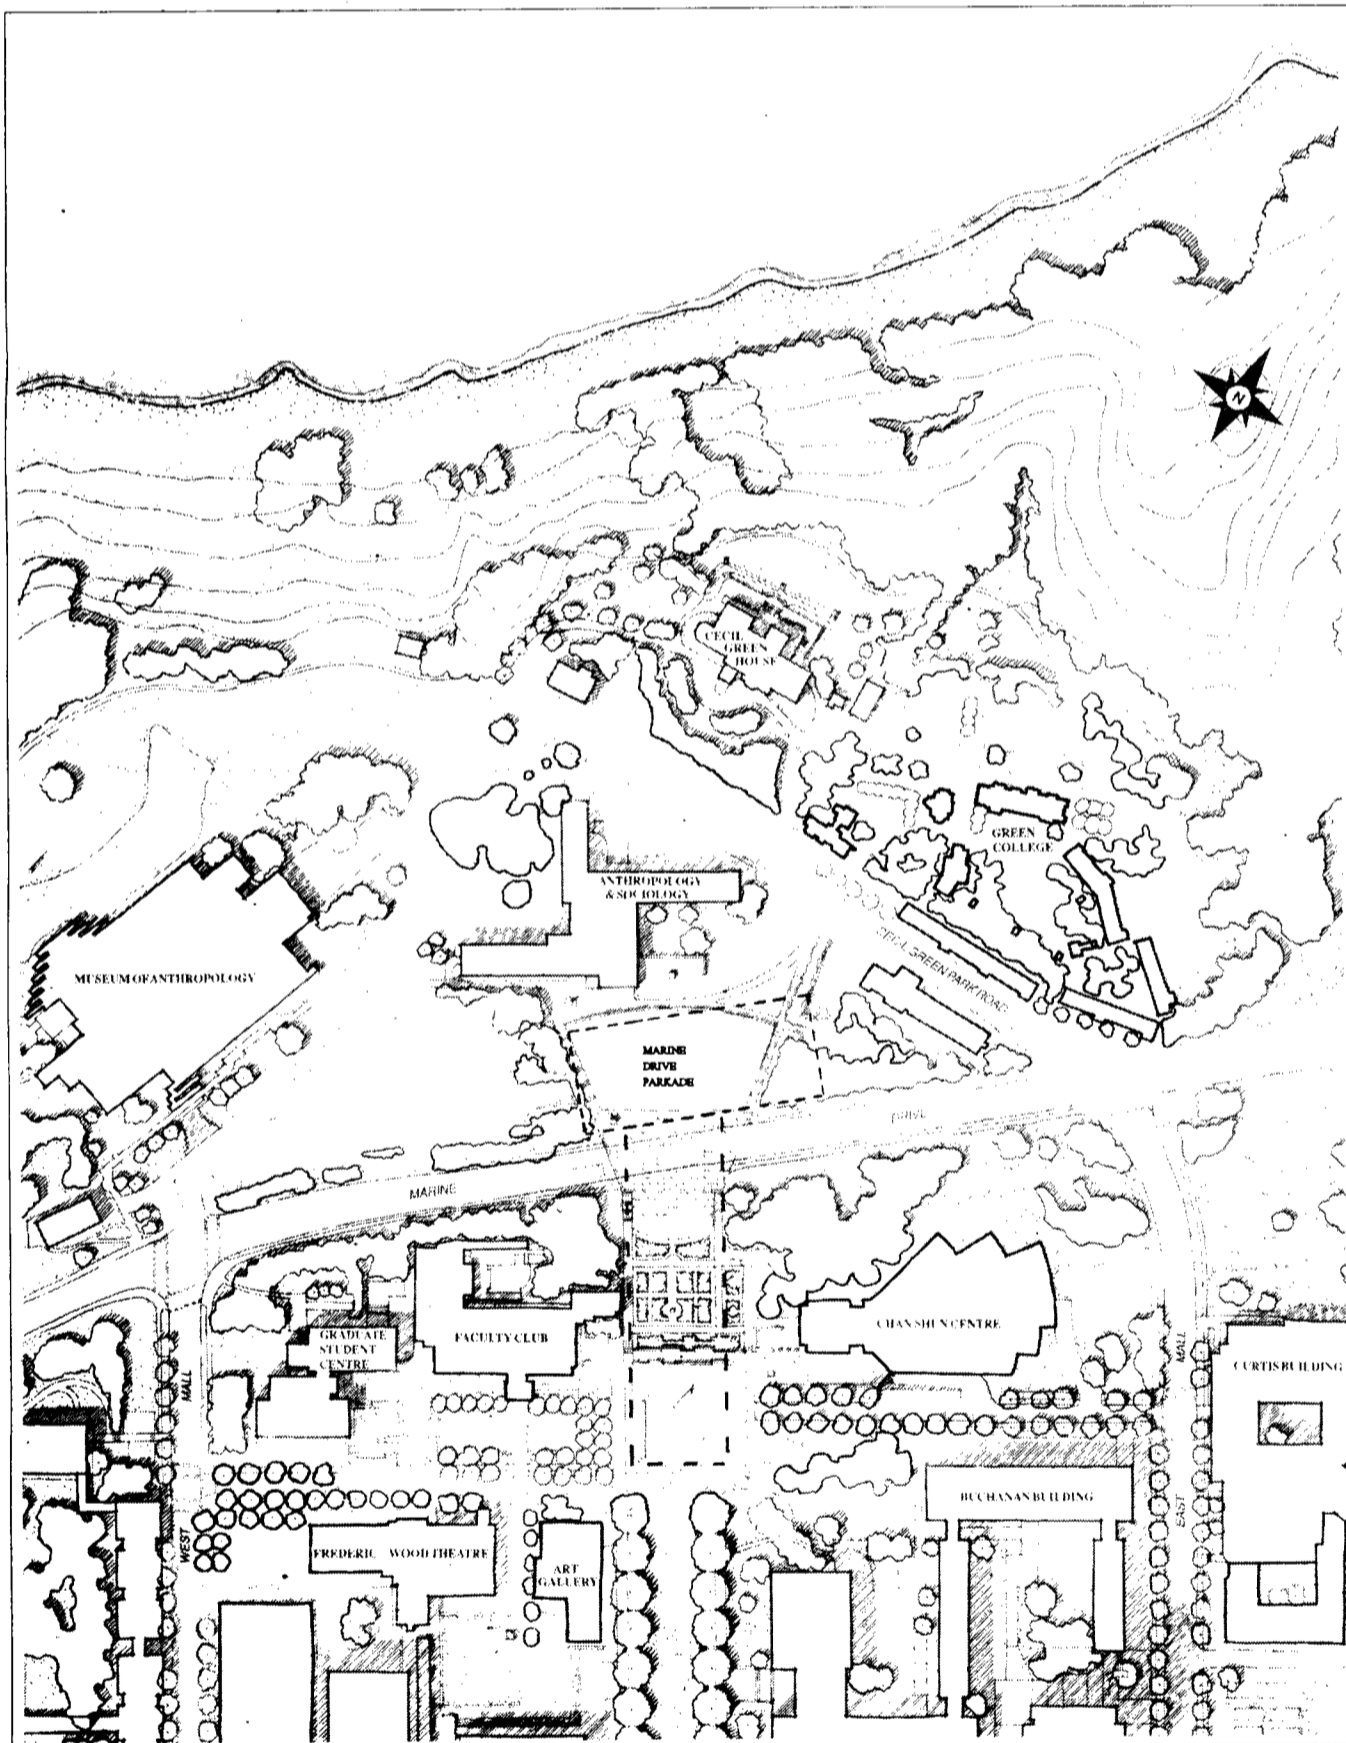 N
CECIL
GREEN
HOUSE
GREEN
COLLEGE
ANTHROPOLOGY
& SOCIOLOGY
CECIL GREEN PARK ROAD
MUSEUM OF ANTHROPOLOGY
MARINE
DRIVE
PARKADE
DRIVE
MARINE
GRADUATE
STUDENT
CENTRE
FACULTY CLUB
CHAN SHUN CENTRE
CURTIS BUILDING
MALL
MALL
WEST
EAST
BUCHANAN BUILDING
FREDERIC WOOD THEATRE
ART
GALLERY